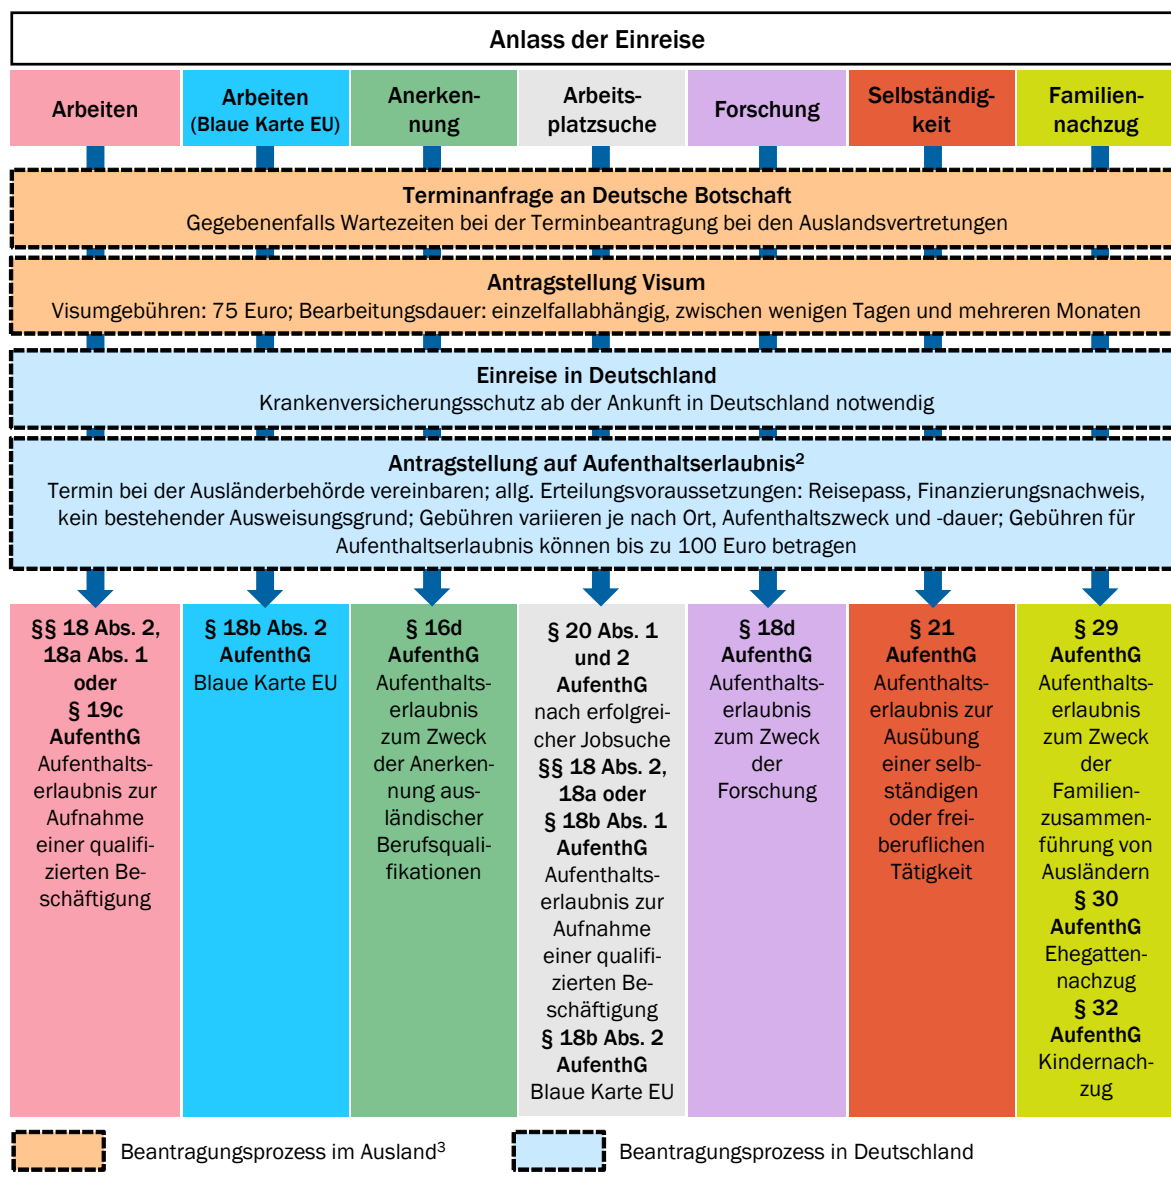 Anlass der Einreise
Arbeiten
Arbeiten
(Blaue Karte EU)
Anerken-
nung
Arbeits-
platzsuche
Forschung
Selbständig-
keit
Familien-
nachzug
Terminanfrage an Deutsche Botschaft
Gegebenenfalls Wartezeiten bei der Terminbeantragung bei den Auslandsvertretungen
Antragstellung Visum
Visumgebühren: 75 Euro; Bearbeitungsdauer: einzelfallabhängig, zwischen wenigen Tagen und mehreren Monaten
Einreise in Deutschland
Krankenversicherungsschutz ab der Ankunft in Deutschland notwendig
Antragstellung auf Aufenthaltserlaubnis²
Termin bei der Ausländerbehörde vereinbaren; allg. Erteilungsvoraussetzungen: Reisepass, Finanzierungsnachweis,
kein bestehender Ausweisungsgrund; Gebühren variieren je nach Ort, Aufenthaltszweck und -dauer; Gebühren für
Aufenthaltserlaubnis können bis zu 100 Euro betragen
§§ 18 Abs. 2,
18a Abs. 1
oder
§ 19c
AufenthG
Aufenthalts-
erlaubnis zur
Aufnahme
einer qualifi-
zierten Be-
schäftigung
§ 18b Abs. 2
AufenthG
Blaue Karte EU
§ 16d
AufenthG
Aufenthalts-
erlaubnis
zum Zweck
der Anerken-
nung aus-
ländischer
Berufsquali-
fikationen
§ 20 Abs. 1
und 2
AufenthG
nach erfolgrei-
cher Jobsuche
§§ 18 Abs. 2,
18a oder
§ 18b Abs. 1
AufenthG
Aufenthalts-
erlaubnis zur
Aufnahme
einer qualifi-
zierten Be-
schäftigung
§ 18b Abs. 2
AufenthG
Blaue Karte EU
§ 18d
AufenthG
Aufenthalts-
erlaubnis
zum Zweck
der
Forschung
§ 21
AufenthG
Aufenthalts-
erlaubnis zur
Ausübung
einer selb-
ständigen
oder frei-
beruflichen
Tätigkeit
§ 29
AufenthG
Aufenthalts-
erlaubnis
zum Zweck
der
Familien-
zusammen-
führung von
Ausländern
§ 30
AufenthG
Ehegatten-
nachzug
§ 32
AufenthG
Kindernach-
zug
Beantragungsprozess im Ausland³
Beantragungsprozess in Deutschland